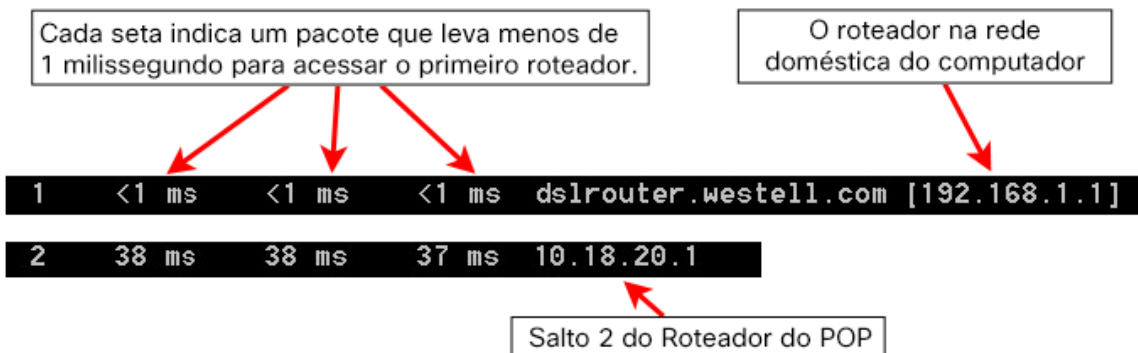 Cada seta indica um pacote que leva menos de
1 milissegundo para acessar o primeiro roteador.
O roteador na rede
doméstica do computador
1 <1 ms <1 ms <1 ms dslrouter.westell.com [192.168.1.1]
2 38 ms 38 ms 37 ms 10.18.20.1
Salto 2 do Roteador do POP